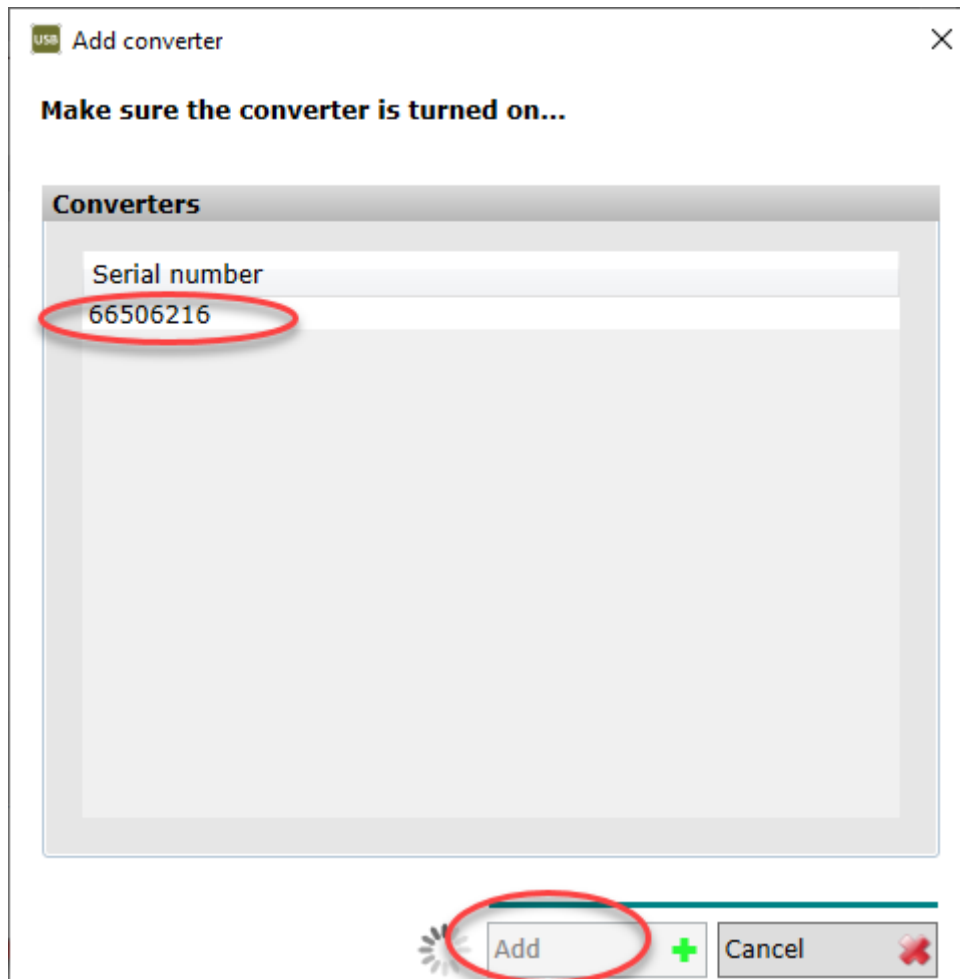 USB Add converter
Make sure the converter is turned on...
Converters
Serial number
66506216
Add
Cancel